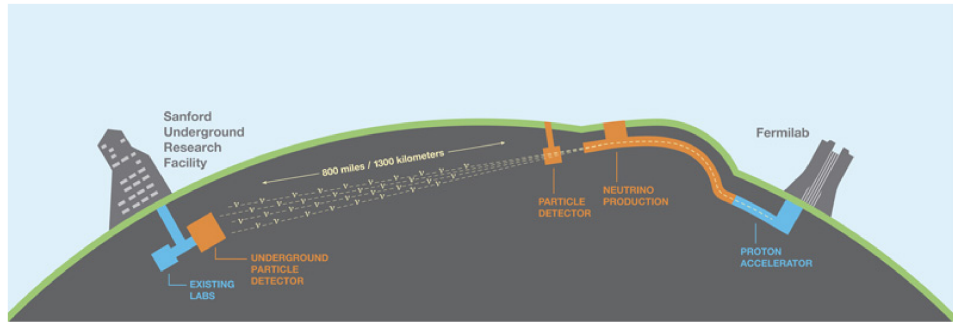 Sanford
Underground
Research
Facility
Fermilab
800 miles / 1300 kilometers
ν ν ν ν ν ν ν
ν ν ν ν ν ν ν
ν ν ν ν ν ν ν
ν ν ν ν ν ν ν
PARTICLE
DETECTOR
NEUTRINO
PRODUCTION
PROTON
ACCELERATOR
UNDERGROUND
PARTICLE
DETECTOR
EXISTING
LABS